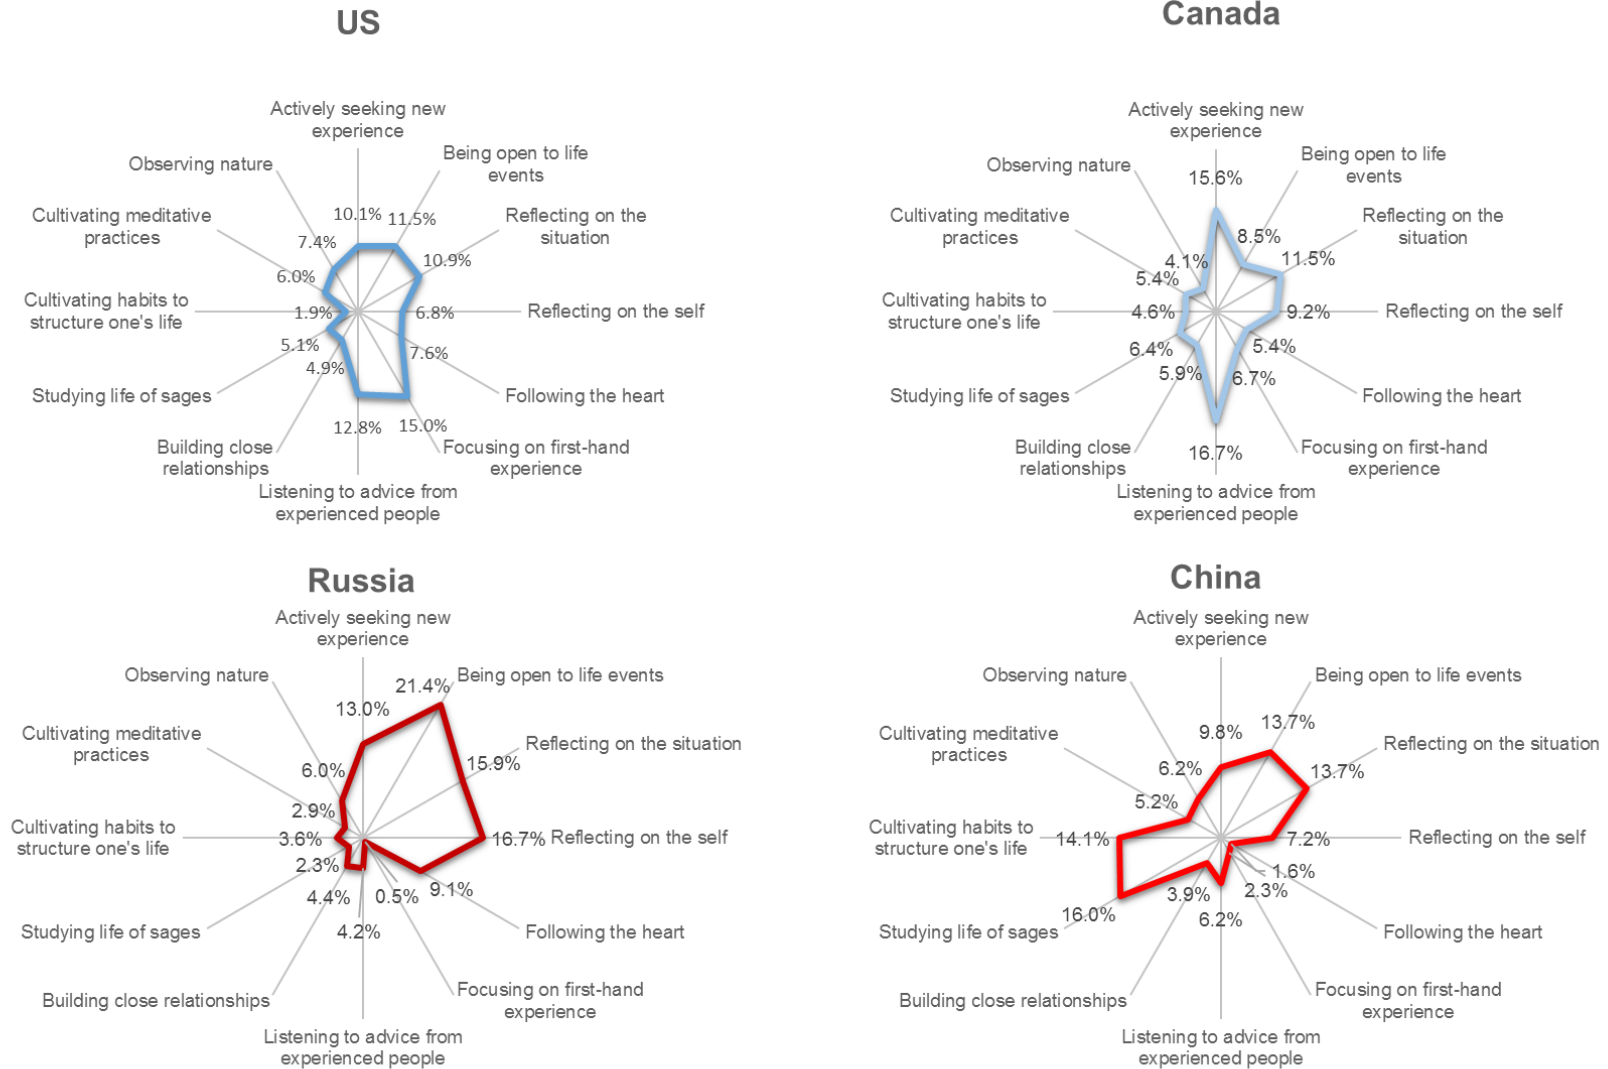 US
Actively seeking new
experience
Being open to life
events
Reflecting on the
situation
Reflecting on the self
Following the heart
Focusing on first-hand
experience
Listening to advice from
experienced people
Building close
relationships
Studying life of sages
Cultivating habits to
structure one's life
Cultivating meditative
practices
Observing nature
10.1%
11.5%
10.9%
6.8%
7.6%
15.0%
12.8%
4.9%
5.1%
1.9%
6.0%
7.4%
Canada
Actively seeking new
experience
Being open to life
events
Reflecting on the
situation
Reflecting on the self
Following the heart
Focusing on first-hand
experience
Listening to advice from
experienced people
Building close
relationships
Studying life of sages
Cultivating habits to
structure one's life
Cultivating meditative
practices
Observing nature
15.6%
8.5%
11.5%
9.2%
5.4%
6.7%
16.7%
5.9%
6.4%
4.6%
5.4%
4.1%
Russia
Actively seeking new
experience
Being open to life events
Reflecting on the situation
Reflecting on the self
Following the heart
Focusing on first-hand
experience
Listening to advice from
experienced people
Building close relationships
Studying life of sages
Cultivating habits to
structure one's life
Cultivating meditative
practices
Observing nature
13.0%
21.4%
15.9%
16.7%
9.1%
0.5%
4.2%
4.4%
2.3%
3.6%
2.9%
6.0%
China
Actively seeking new
experience
Being open to life events
Reflecting on the situation
Reflecting on the self
Following the heart
Focusing on first-hand
experience
Listening to advice from
experienced people
Building close relationships
Studying life of sages
Cultivating habits to
structure one's life
Cultivating meditative
practices
Observing nature
9.8%
13.7%
13.7%
7.2%
1.6%
2.3%
6.2%
3.9%
16.0%
14.1%
5.2%
6.2%